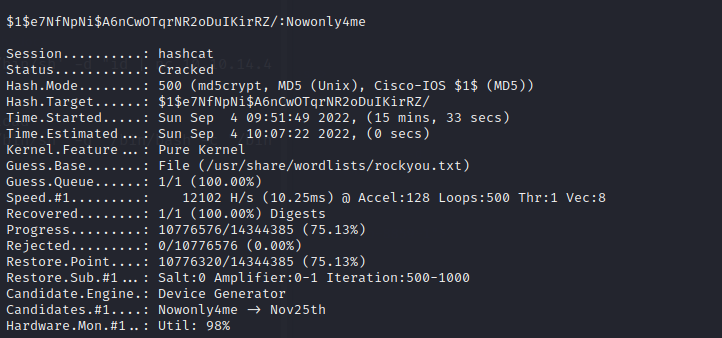 $1$e7NfNpNi$A6nCwOTqrNR2oDuIKirRZ/:Nowonly4me
Session..........: hashcat
Status...........: Cracked
Hash.Mode........: 500 (md5crypt, MD5 (Unix), Cisco-IOS $1$ (MD5))
Hash.Target......: $1$e7NfNpNi$A6nCwOTqrNR2oDuIKirRZ/
Time.Started.....: Sun Sep  4 09:51:49 2022, (15 mins, 33 secs)
Time.Estimated...: Sun Sep  4 10:07:22 2022, (0 secs)
Kernel.Feature...: Pure Kernel
Guess.Base.......: File (/usr/share/wordlists/rockyou.txt)
Guess.Queue......: 1/1 (100.00%)
Speed.#1.........:    12102 H/s (10.25ms) @ Accel:128 Loops:500 Thr:1 Vec:8
Recovered........: 1/1 (100.00%) Digests
Progress.........: 10776576/14344385 (75.13%)
Rejected.........: 0/10776576 (0.00%)
Restore.Point....: 10776320/14344385 (75.13%)
Restore.Sub.#1...: Salt:0 Amplifier:0-1 Iteration:500-1000
Candidate.Engine.: Device Generator
Candidates.#1....: Nowonly4me -> Nov25th
Hardware.Mon.#1..: Util: 98%